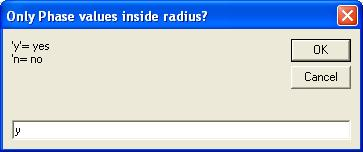 Only Phase values inside radius?
'y'= yes
'n= no
OK
Cancel
y